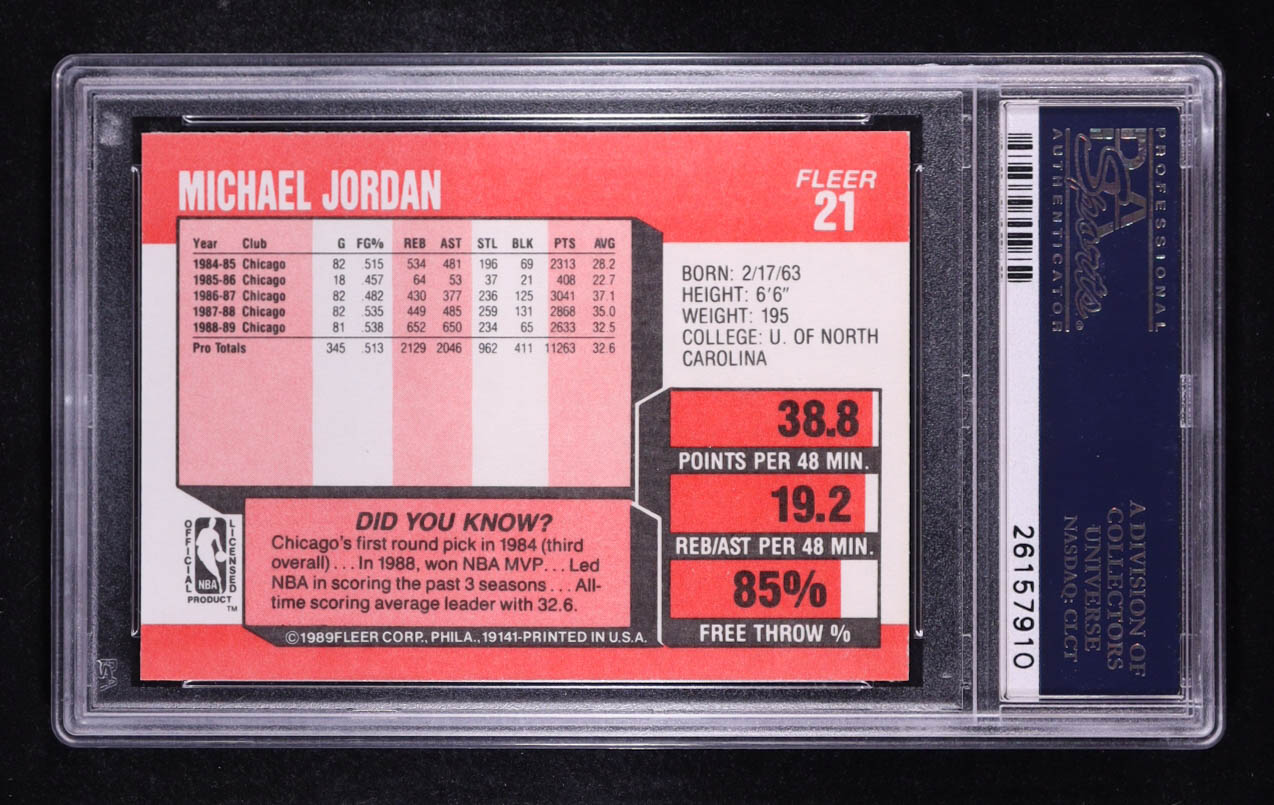 MICHAEL JORDAN
FLEER
21
Year Club G FG% REB AST STL BLK PTS AVG
1984-85 Chicago 82 .515 534 481 196 69 2313 28.2
1985-86 Chicago 18 .457 64 53 37 21 408 22.7
1986-87 Chicago 82 .482 430 377 236 125 3041 37.1
1987-88 Chicago 82 .535 449 485 259 131 2868 35.0
1988-89 Chicago 81 .538 652 650 234 65 2633 32.5
Pro Totals 345 .513 2129 2046 962 411 11263 32.6
BORN: 2/17/63
HEIGHT: 6'6"
WEIGHT: 195
COLLEGE: U. OF NORTH
CAROLINA
38.8
POINTS PER 48 MIN.
19.2
REB/AST PER 48 MIN.
85%
FREE THROW %
DID YOU KNOW?
Chicago's first round pick in 1984 (third
overall) . . . In 1988, won NBA MVP . . . Led
NBA in scoring the past 3 seasons . . . All-
time scoring average leader with 32.6.
OFFICIAL
LICENSED
NBA
PRODUCT
TM
©1989 FLEER CORP., PHILA., 19141-PRINTED IN U.S.A.
PSA
PROFESSIONAL
PSA
Sports®
AUTHENTICATOR
A DIVISION OF
COLLECTORS
UNIVERSE
NASDAQ: CLCT
26157910